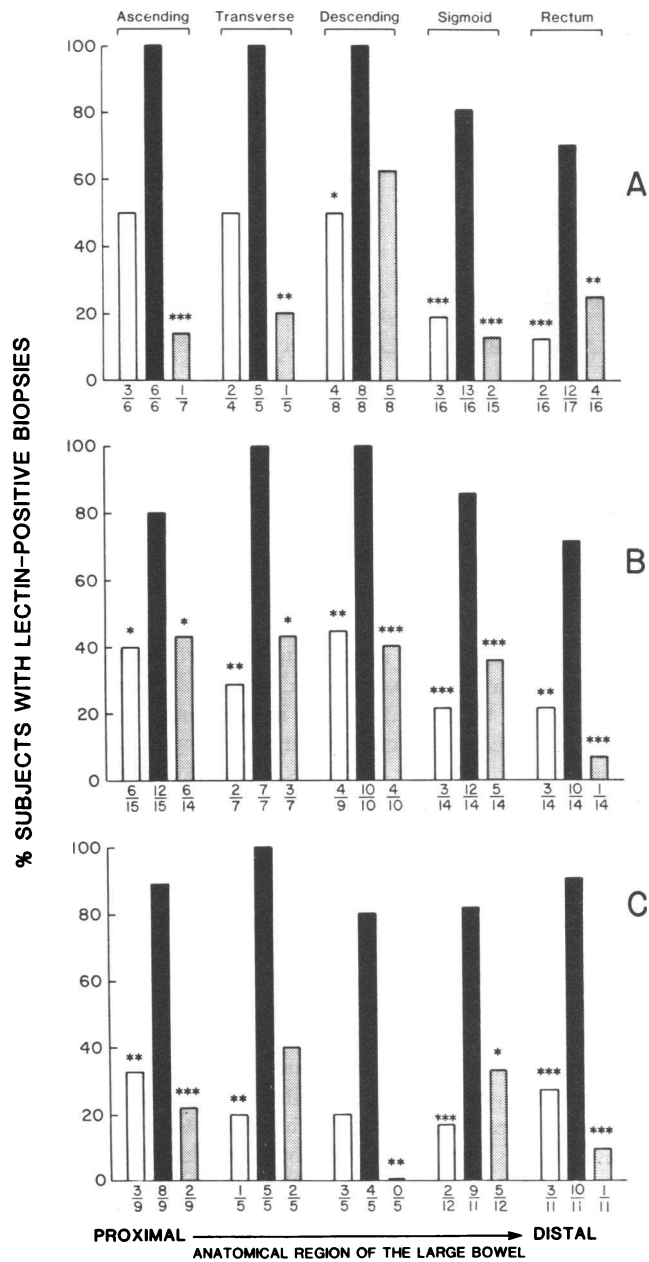 Ascending Transverse Descending Sigmoid Rectum
100
80
60
40
20
0
* *** ** *** *** *** **
A
3/6 6/6 1/7 2/4 5/5 1/5 4/8 8/8 5/8 3/16 13/16 2/15 2/16 12/17 4/16
% SUBJECTS WITH LECTIN-POSITIVE BIOPSIES
100
80
60
40
20
0
* * ** * ** *** *** *** ** ***
B
6/15 12/15 6/14 2/7 7/7 3/7 4/9 10/10 4/10 3/14 12/14 5/14 3/14 10/14 1/14
100
80
60
40
20
0
** *** ** ** *** * *** ***
C
3/9 8/9 2/9 1/5 5/5 2/5 3/5 4/5 0/5 2/12 9/11 5/12 3/11 10/11 1/11
PROXIMAL DISTAL
ANATOMICAL REGION OF THE LARGE BOWEL